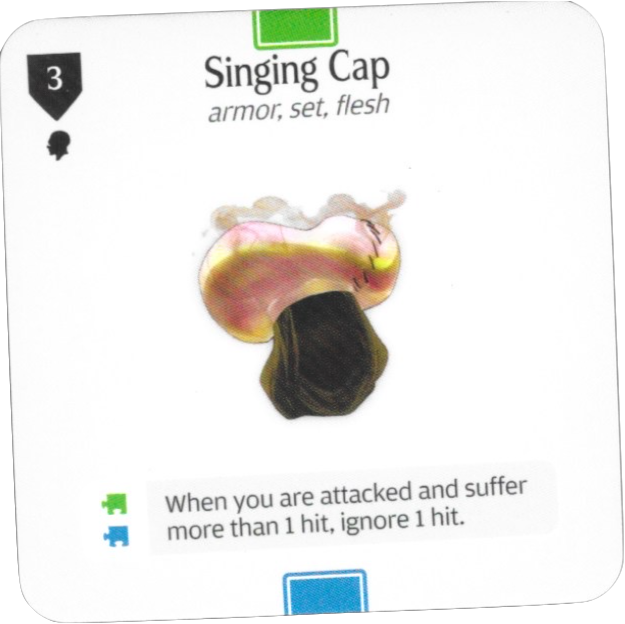 3
Singing Cap
armor, set, flesh
When you are attacked and suffer
more than 1 hit, ignore 1 hit.